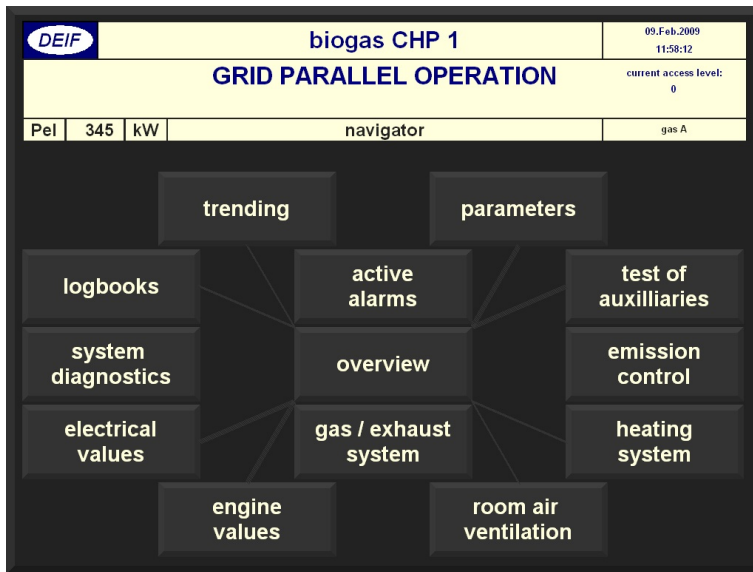 DEIF
biogas CHP 1
09.Feb.2009
11:58:12
GRID PARALLEL OPERATION
current access level:
0
Pel 345 kW
navigator
gas A
trending
parameters
logbooks
active
alarms
test of
auxilliaries
system
diagnostics
overview
emission
control
electrical
values
gas / exhaust
system
heating
system
engine
values
room air
ventilation